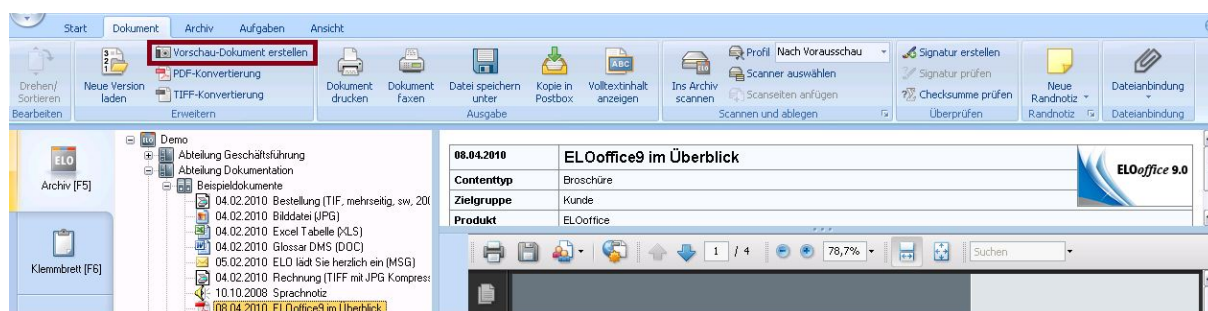 Start Dokument Archiv Aufgaben Ansicht
Drehen/ Sortieren
Bearbeiten
Neue Version laden
Vorschau-Dokument erstellen
PDF-Konvertierung
TIFF-Konvertierung
Erweitern
Dokument drucken
Dokument faxen
Datei speichern unter
Kopie in Postbox
ABC
Volltextinhalt anzeigen
Ausgabe
Ins Archiv scannen
Profil Nach Vorausschau
Scanner auswählen
Scanseiten anfügen
Scannen und ablegen
Signatur erstellen
Signatur prüfen
Checksumme prüfen
Überprüfen
Neue Randnotiz
Randnotiz
Dateianbindung
Dateianbindung
ELO
Archiv [F5]
Klemmbrett [F6]
Demo
Abteilung Geschäftsführung
Abteilung Dokumentation
Beispieldokumente
04.02.2010 Bestellung (TIF, mehrseitig, sw, 200
04.02.2010 Bilddatei (JPG)
04.02.2010 Excel Tabelle (XLS)
04.02.2010 Glossar DMS (DOC)
05.02.2010 ELO lädt Sie herzlich ein (MSG)
04.02.2010 Rechnung (TIFF mit JPG Kompress
10.10.2008 Sprachnotiz
08.04.2010 ELOoffice9 im Überblick
08.04.2010 ELOoffice9 im Überblick
Contenttyp Broschüre
Zielgruppe Kunde
Produkt ELOoffice
ELOoffice 9.0
1 / 4 78,7% Suchen